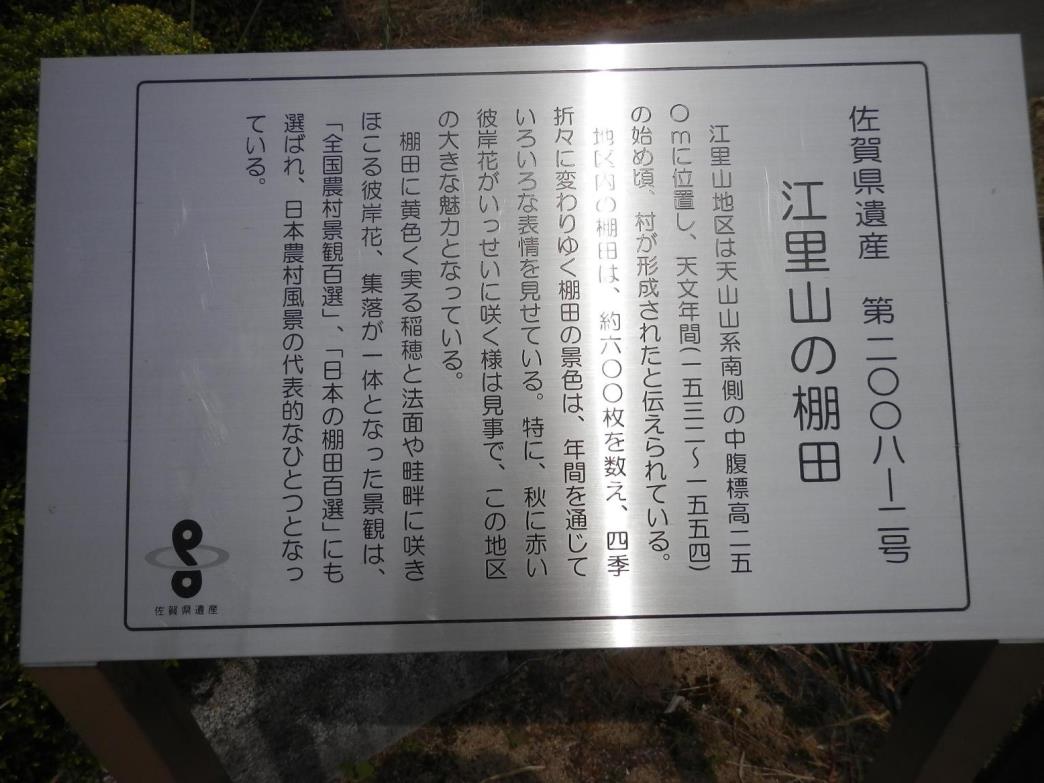 佐賀県遺産　第二〇〇八―二号
江里山の棚田
江里山地区は天山山系南側の中腹標高二五
〇mに位置し、天文年間(一五三二～一五五四)
の始め頃、村が形成されたと伝えられている。
地区内の棚田は、約六〇〇枚を数え、四季
折々に変わりゆく棚田の景色は、年間を通じて
いろいろな表情を見せている。特に、秋に赤い
彼岸花がいっせいに咲く様は見事で、この地区
の大きな魅力となっている。
棚田に黄色く実る稲穂と法面や畦畔に咲き
ほこる彼岸花、集落が一体となった景観は、
「全国農村景観百選」、「日本の棚田百選」にも
選ばれ、日本農村風景の代表的なひとつとなっ
ている。
佐賀県遺産